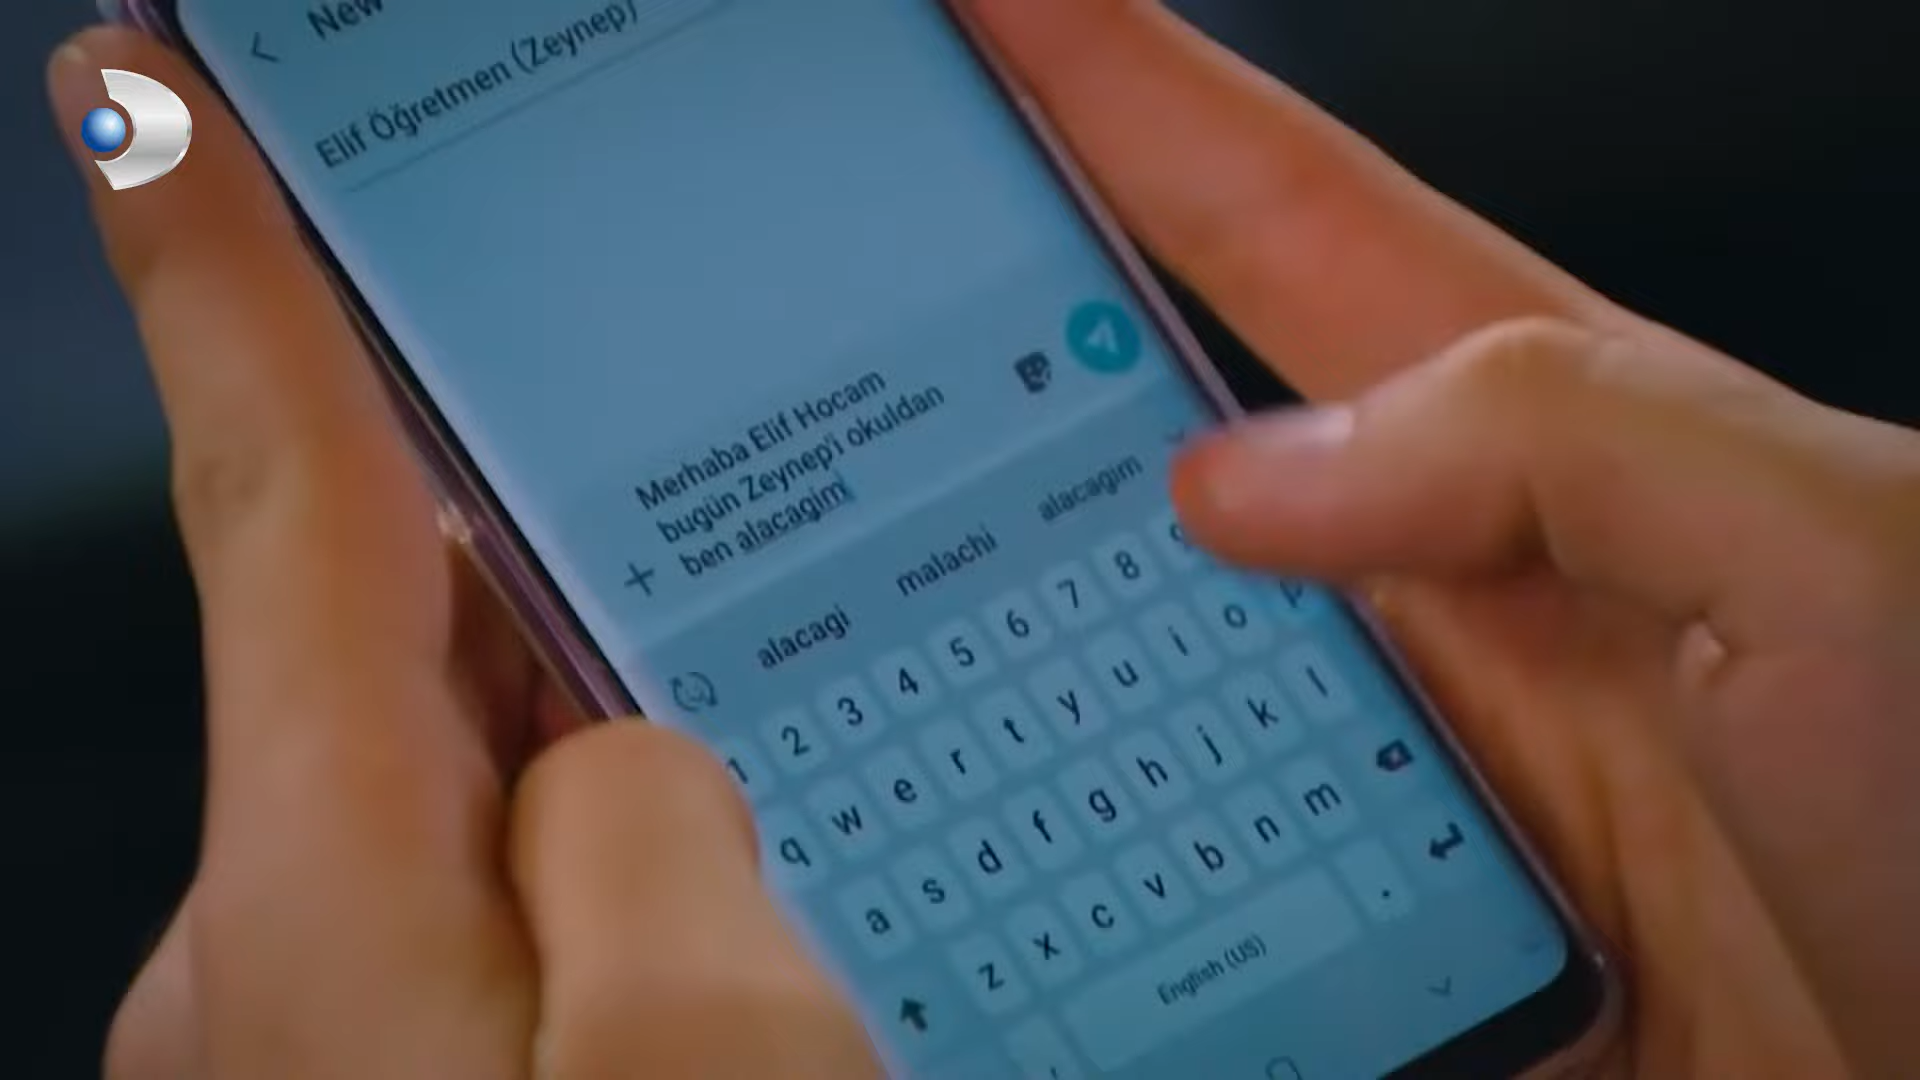 New
Elif Öğretmen (Zeynep)
Merhaba Elif Hocam
bugün Zeynep'i okuldan
ben alacagim
alacagi malachi alacagim
1 2 3 4 5 6 7 8 9
q w e r t y u i o p
a s d f g h j k l
z x c v b n m
, English (US) .